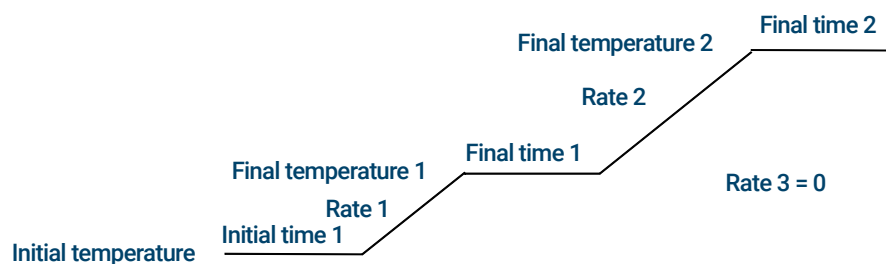 Final time 2
Final temperature 2
Rate 2
Final time 1
Final temperature 1
Rate 3 = 0
Rate 1
Initial time 1
Initial temperature